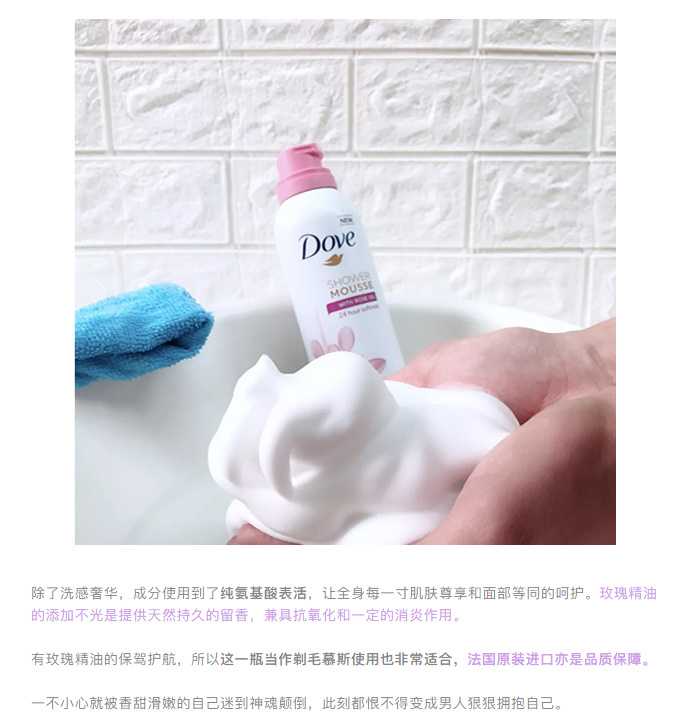 NEW
Dove
SHOWER
MOUSSE
WITH ROSE OIL
24 hour softness
除了洗感奢华，成分使用到了纯氨基酸表活，让全身每一寸肌肤尊享和面部等同的呵护。玫瑰精油
的添加不光是提供天然持久的留香，兼具抗氧化和一定的消炎作用。
有玫瑰精油的保驾护航，所以这一瓶当作剃毛慕斯使用也非常适合，法国原装进口亦是品质保障。
一不小心就被香甜滑嫩的自己迷到神魂颠倒，此刻都恨不得变成男人狠狠拥抱自己。